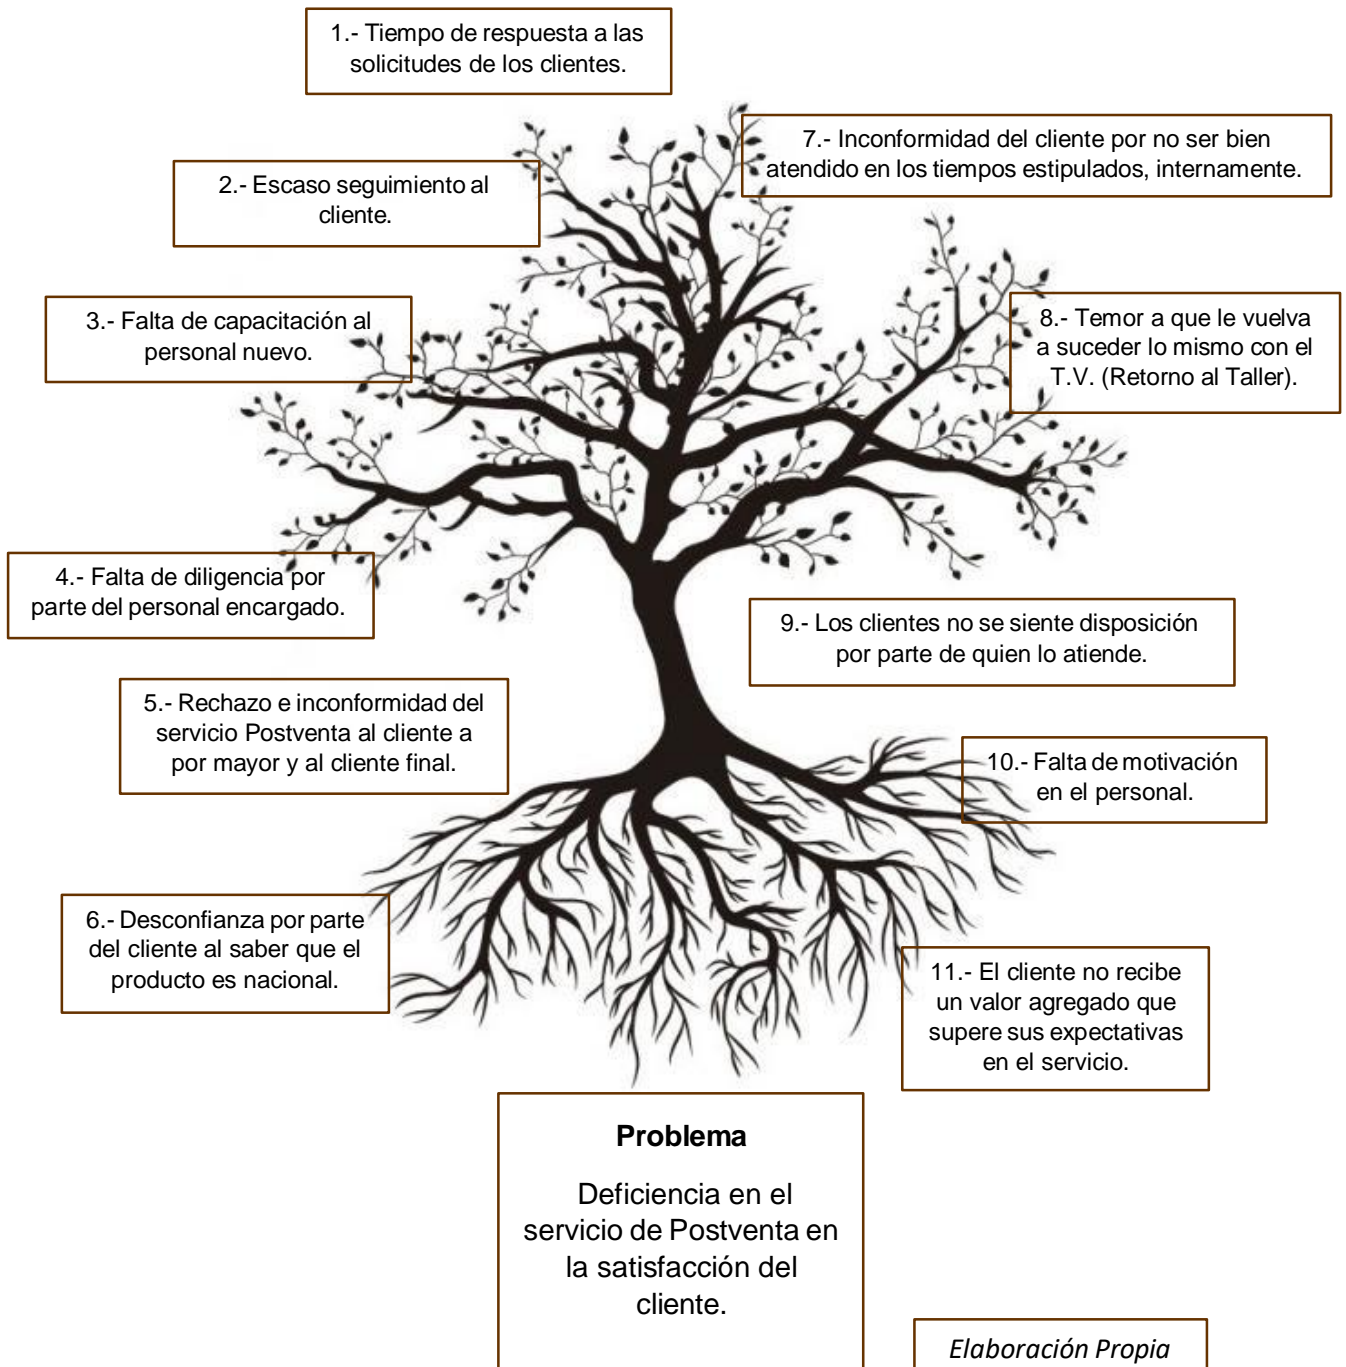 1.- Tiempo de respuesta a las
solicitudes de los clientes.
2.- Escaso seguimiento al
cliente.
3.- Falta de capacitación al
personal nuevo.
4.- Falta de diligencia por
parte del personal encargado.
5.- Rechazo e inconformidad del
servicio Postventa al cliente a
por mayor y al cliente final.
6.- Desconfianza por parte
del cliente al saber que el
producto es nacional.
7.- Inconformidad del cliente por no ser bien
atendido en los tiempos estipulados, internamente.
8.- Temor a que le vuelva
a suceder lo mismo con el
T.V. (Retorno al Taller).
9.- Los clientes no se siente disposición
por parte de quien lo atiende.
10.- Falta de motivación
en el personal.
11.- El cliente no recibe
un valor agregado que
supere sus expectativas
en el servicio.
Problema
Deficiencia en el
servicio de Postventa en
la satisfacción del
cliente.
Elaboración Propia